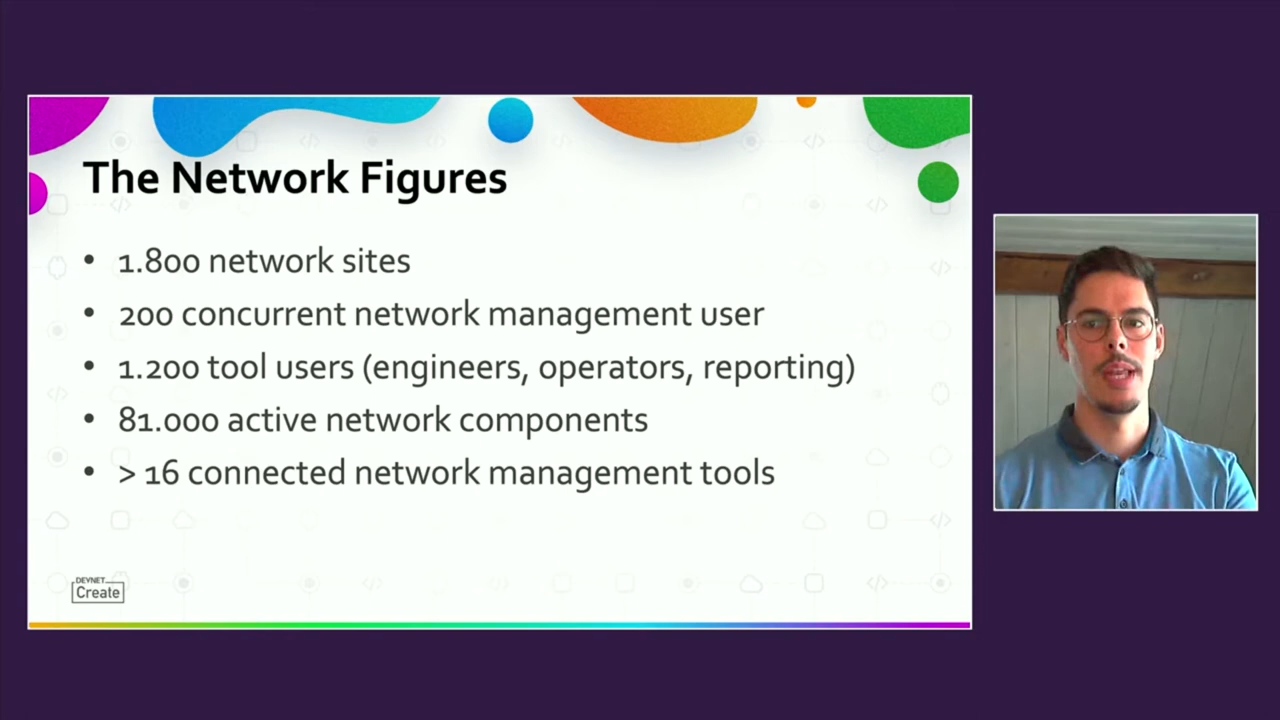 The Network Figures
• 1.800 network sites
• 200 concurrent network management user
• 1.200 tool users (engineers, operators, reporting)
• 81.000 active network components
• > 16 connected network management tools
DEVNET
Create